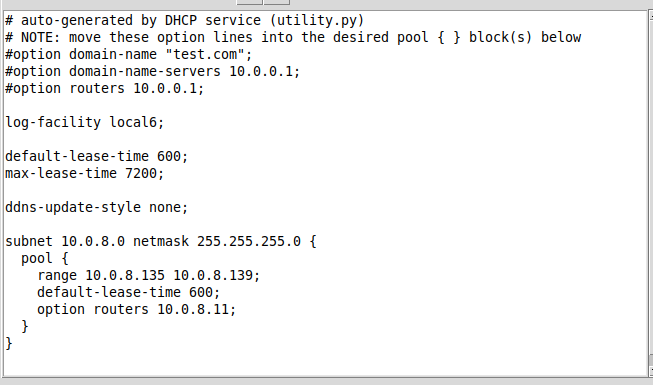 # auto-generated by DHCP service (utility.py)
# NOTE: move these option lines into the desired pool { } block(s) below
#option domain-name "test.com";
#option domain-name-servers 10.0.0.1;
#option routers 10.0.0.1;

log-facility local6;

default-lease-time 600;
max-lease-time 7200;

ddns-update-style none;

subnet 10.0.8.0 netmask 255.255.255.0 {
  pool {
    range 10.0.8.135 10.0.8.139;
    default-lease-time 600;
    option routers 10.0.8.11;
  }
}